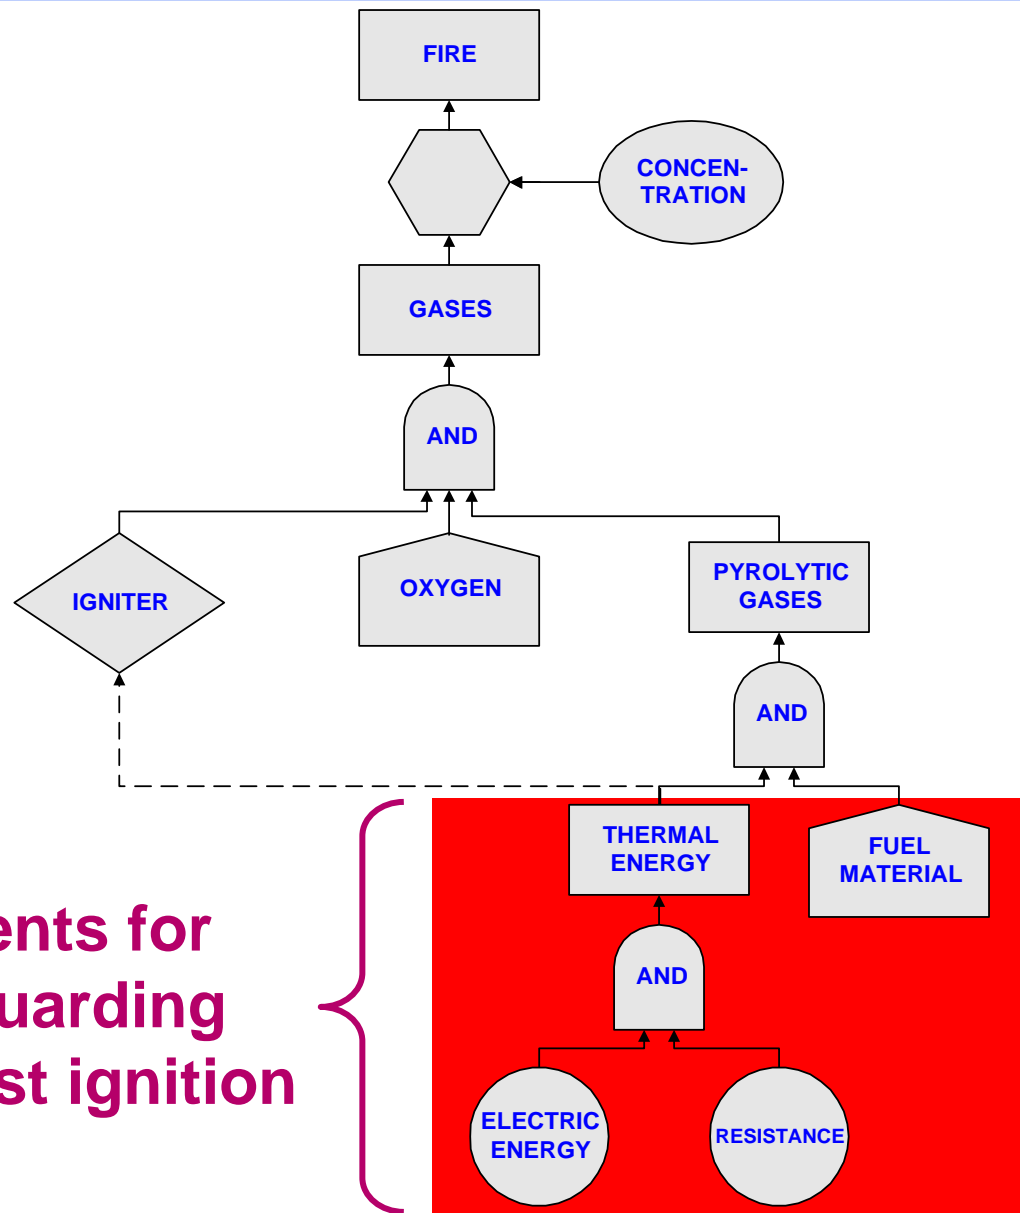 FIRE
CONCEN-
TRATION
GASES
AND
IGNITER
OXYGEN
PYROLYTIC
GASES
AND
THERMAL
ENERGY
FUEL
MATERIAL
ents for
uarding
st ignition
AND
ELECTRIC
ENERGY
RESISTANCE